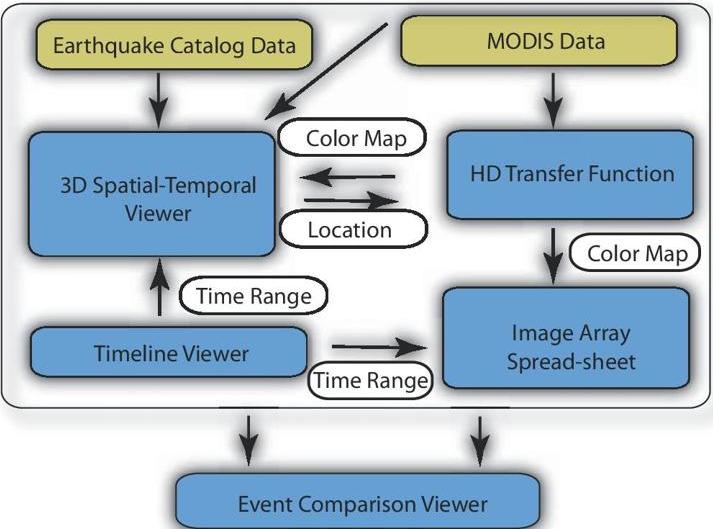 Earthquake Catalog Data
MODIS Data
Color Map
3D Spatial-Temporal
Viewer
HD Transfer Function
Location
Color Map
Time Range
Timeline Viewer
Image Array
Spread-sheet
Time Range
Event Comparison Viewer